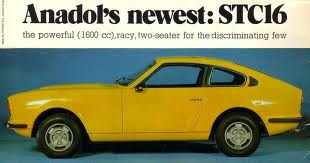 Anadol's newest: STC16
the powerful (1600 cc), racy, two-seater for the discriminating few